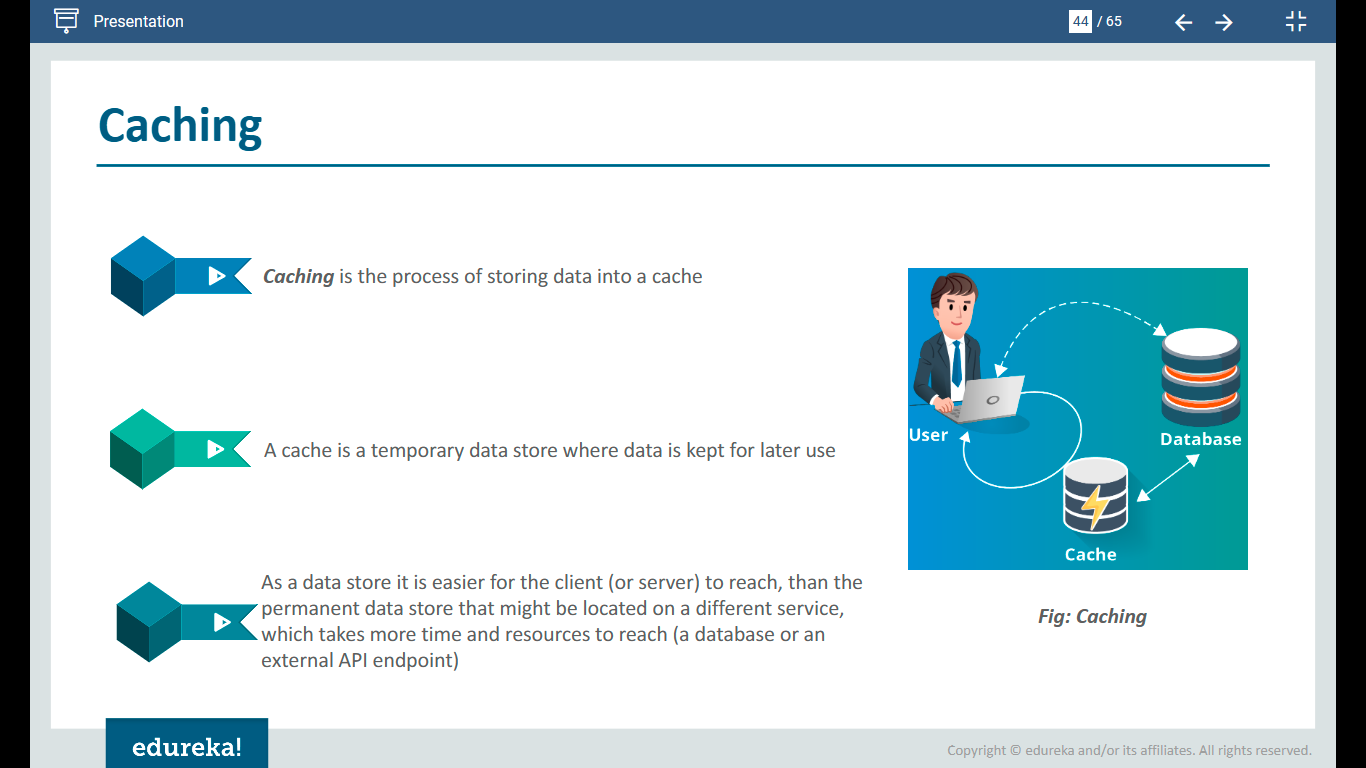 Presentation
44 / 65
Caching
Caching is the process of storing data into a cache
A cache is a temporary data store where data is kept for later use
As a data store it is easier for the client (or server) to reach, than the
permanent data store that might be located on a different service,
which takes more time and resources to reach (a database or an
external API endpoint)
User
Database
Cache
Fig: Caching
edureka!
Copyright © edureka and/or its affiliates. All rights reserved.